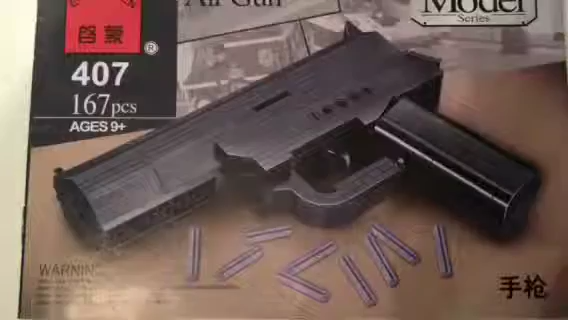 Air Gun
Model
Series
启蒙
®
407
167pcs
AGES 9+
WARNIN
手枪